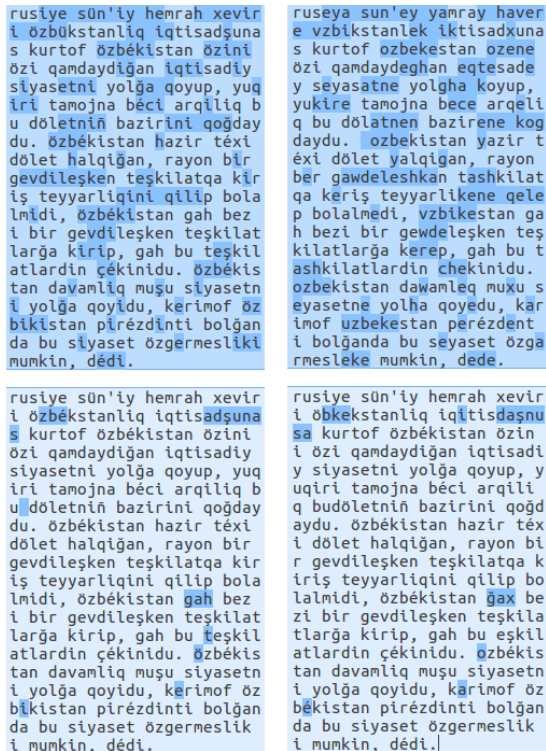 rusiye sün'iy hemrah xevir
i özbükstanliq iqtisadşuna
s kurtof özbékistan özini
özi qamdaydiğan iqtisadiy
siyasetni yolğa qoyup, yuq
iri tamojna béci arqiliq b
u döletniñ bazirini qoğday
du. özbékistan hazir téxi
dölet halqiğan, rayon bir
gevdileşken teşkilatqa kir
iş teyyarliqini qilip bola
lmidi, özbékistan gah bez
i bir gevdileşken teşkilat
larğa kirip, gah bu teşkil
atlardin çékinidu. özbékis
tan davamliq muşu siyasetn
i yolğa qoyidu, kerimof öz
bikistan pirézdinti bolğan
da bu siyaset özgermesliki
mumkin, dédi.
ruseya sun'ey yamray haver
e vzbikstanlek iktisadxuna
s kurtof ozbekestan ozene
özi qamdaydeghan eqtesade
y seyasatne yolgha koyup,
yukire tamojna bece arqeli
q bu dölatnen bazirene kog
daydu.  ozbekistan yazir t
éxi dölet yalqigan, rayon
ber gawdeleshkan tashkilat
qa keriş teyyarlikene qele
p bolalmedi, vzbikestan ga
h bezi bir gewdeleşken teş
kilatlarğa kerep, gah bu t
ashkilatlardin chekinidu.
ozbekistan dawamleq muxu s
eyasetne yolha qoyedu, kar
imof uzbekestan perézdent
i bolğanda bu seyaset özga
rmesleke mumkin, dede.
rusiye sün'iy hemrah xevir
i özbékstanliq iqtisadşuna
s kurtof özbékistan özini
özi qamdaydiğan iqtisadiy
siyasetni yolğa qoyup, yuq
iri tamojna béci arqiliq b
u döletniñ bazirini qoğday
du. özbékistan hazir téxi
dölet halqiğan, rayon bir
gevdileşken teşkilatqa kir
iş teyyarliqini qilip bola
lmidi, özbékistan gah bez
i bir gevdileşken teşkilat
larğa kirip, gah bu teşkil
atlardin çékinidu. özbékis
tan davamliq muşu siyasetn
i yolğa qoyidu, kerimof öz
bikistan pirézdinti bolğan
da bu siyaset özgermeslik
i mumkin, dédi.
rusiye sün'iy hemrah xevir
i öbkekstanliq iqitisdaşnu
sa kurtof özbékistan özin
i özi qamdaydiğan iqtisadi
y siyasetni yolğa qoyup, y
uqiri tamojna béci arqili
q budöletniñ bazirini qoğd
aydu. özbékistan hazir téx
i dölet halqiğan, rayon bi
r gevdileşken teşkilatqa k
iriş teyyarliqini qilip bo
lalmidi, özbékistan ğax be
zi bir gevdileşken teşkila
tlarğa kirip, gah bu eşkil
atlardin çékinidu. ozbékis
tan davamliq muşu siyasetn
i yolğa qoyidu, karimof öz
békistan pirézdinti bolğan
da bu siyaset özgermeslik
i mumkin, dédi.